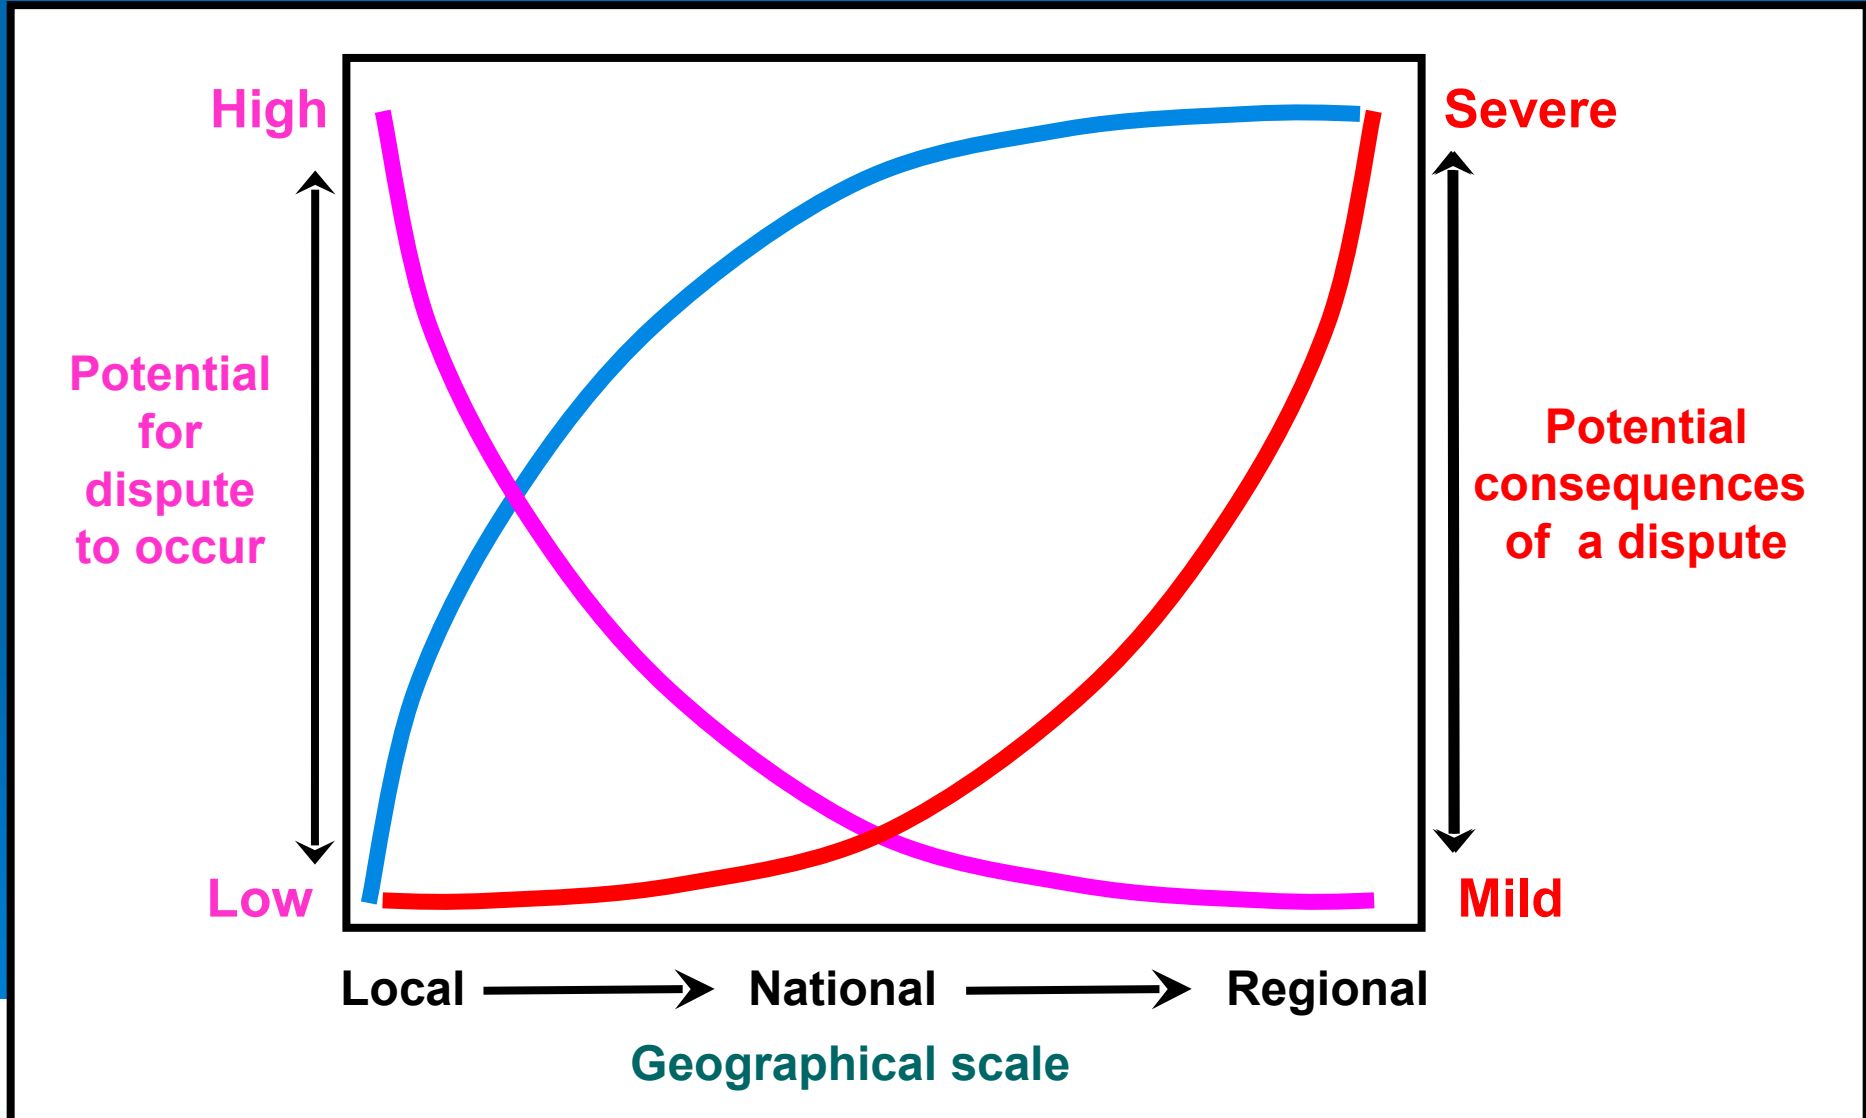 High
Severe
Potential
for
dispute
to occur
Potential
consequences
of a dispute
Low
Mild
Local
National
Regional
Geographical scale